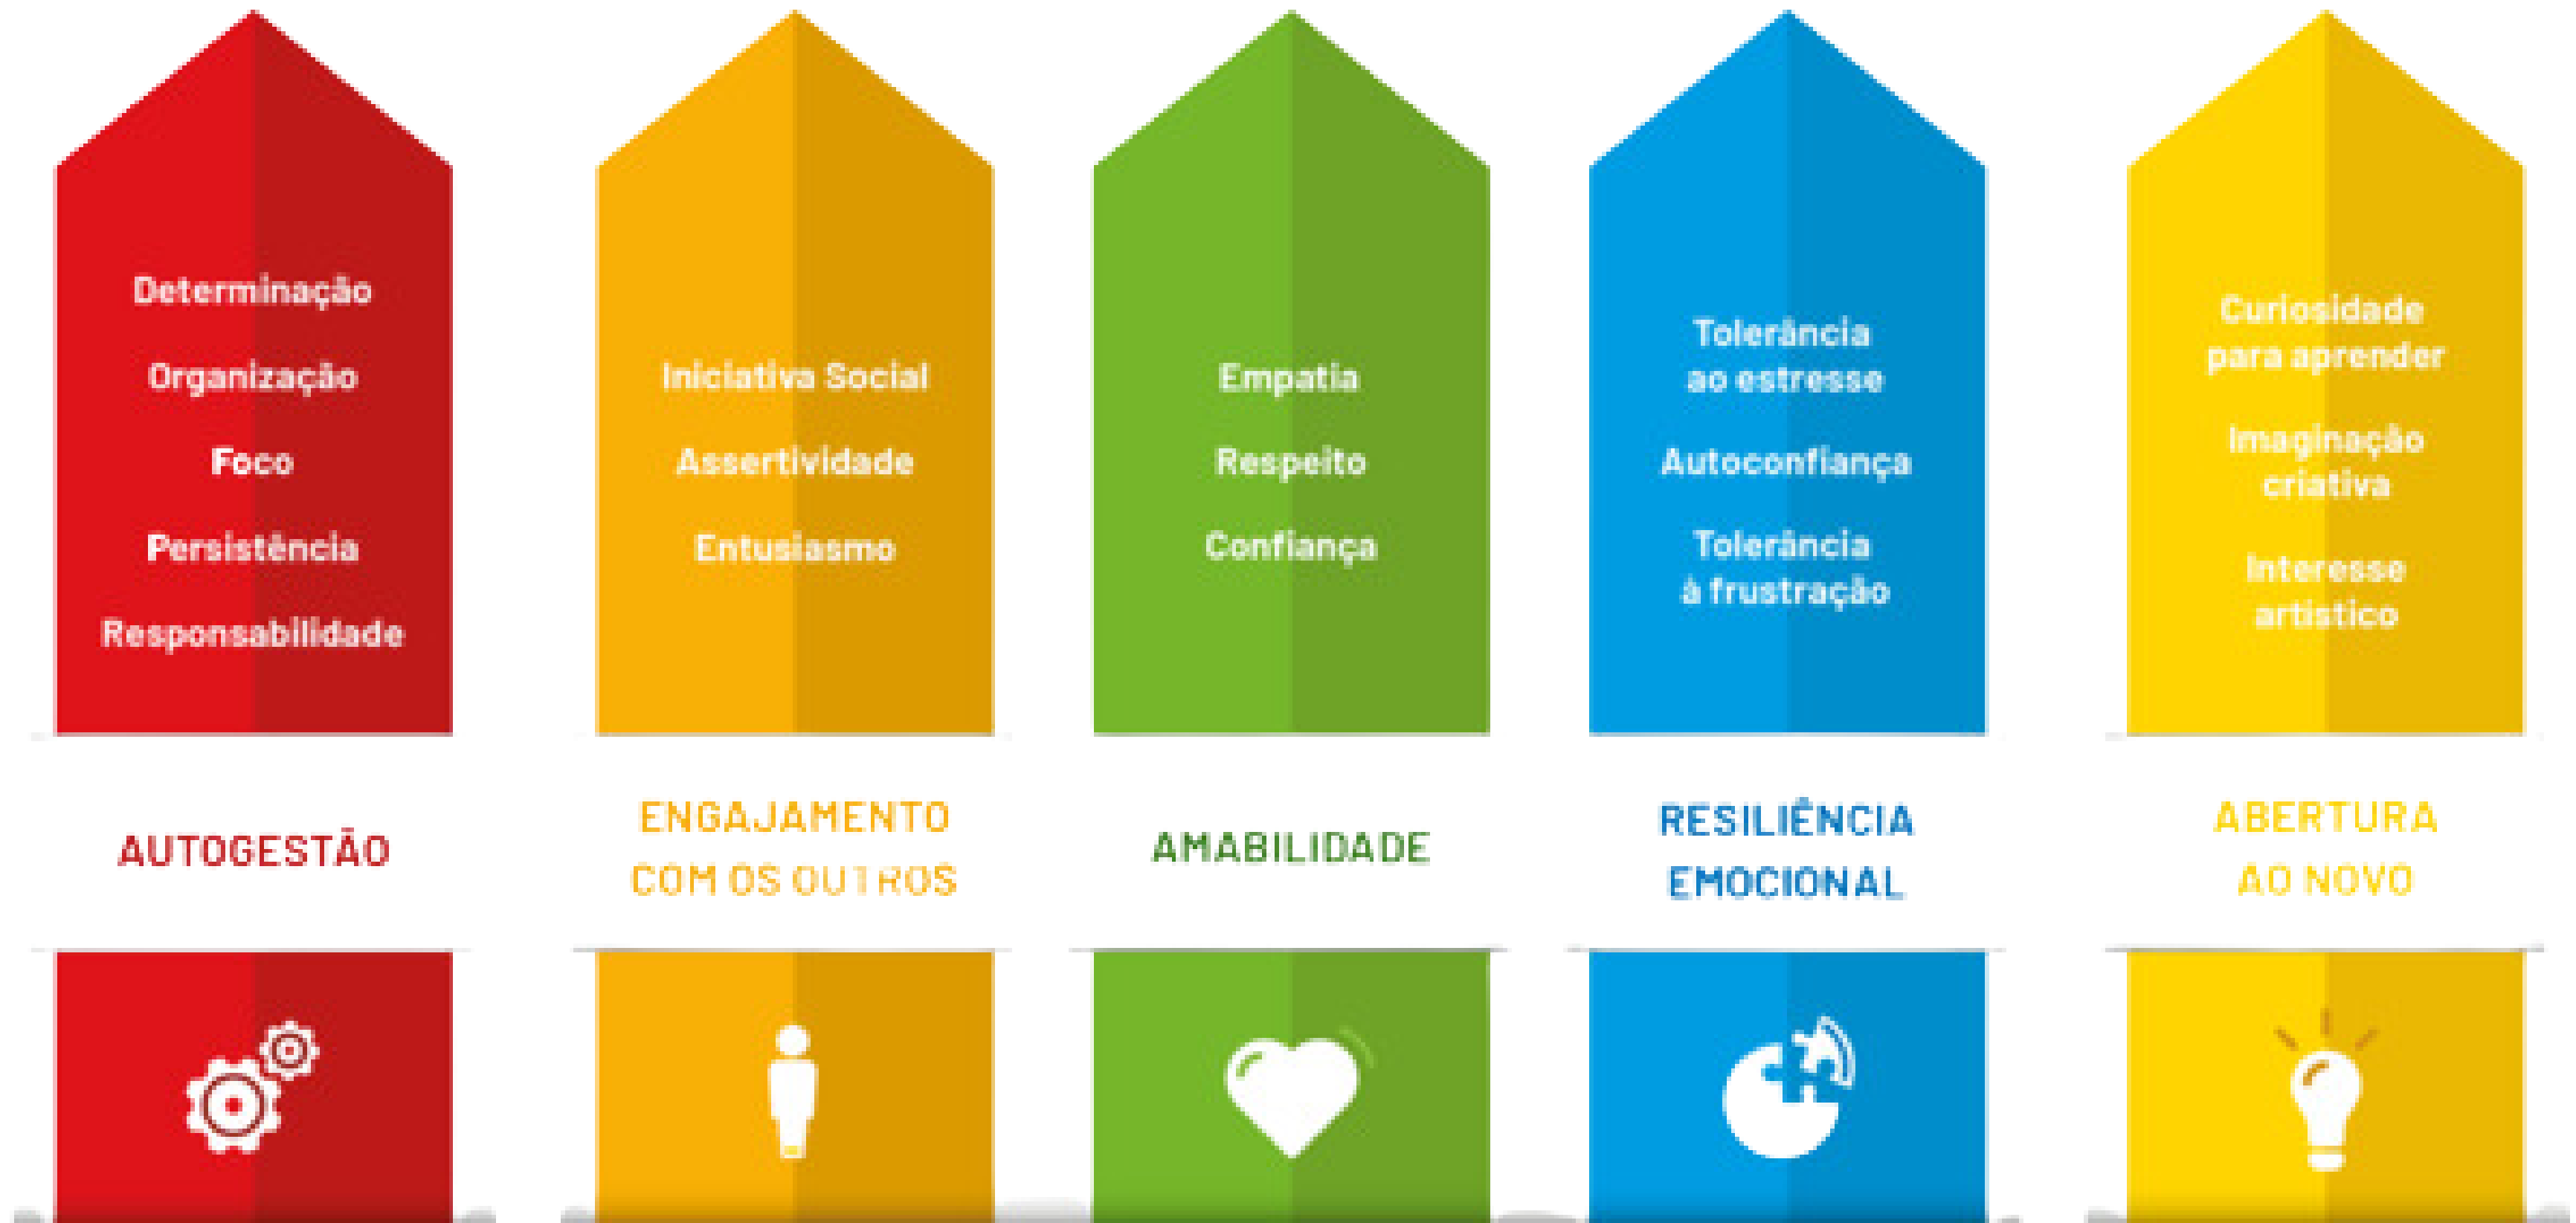 Determinação
Organização
Foco
Persistência
Responsabilidade
AUTOGESTÃO
Iniciativa Social
Assertividade
Entusiasmo
ENGAJAMENTO
COM OS OUTROS
Empatia
Respeito
Confiança
AMABILIDADE
Tolerância
ao estresse
Autoconfiança
Tolerância
à frustração
RESILIÊNCIA
EMOCIONAL
Curiosidade
para aprender
Imaginação
criativa
Interesse
artístico
ABERTURA
AO NOVO